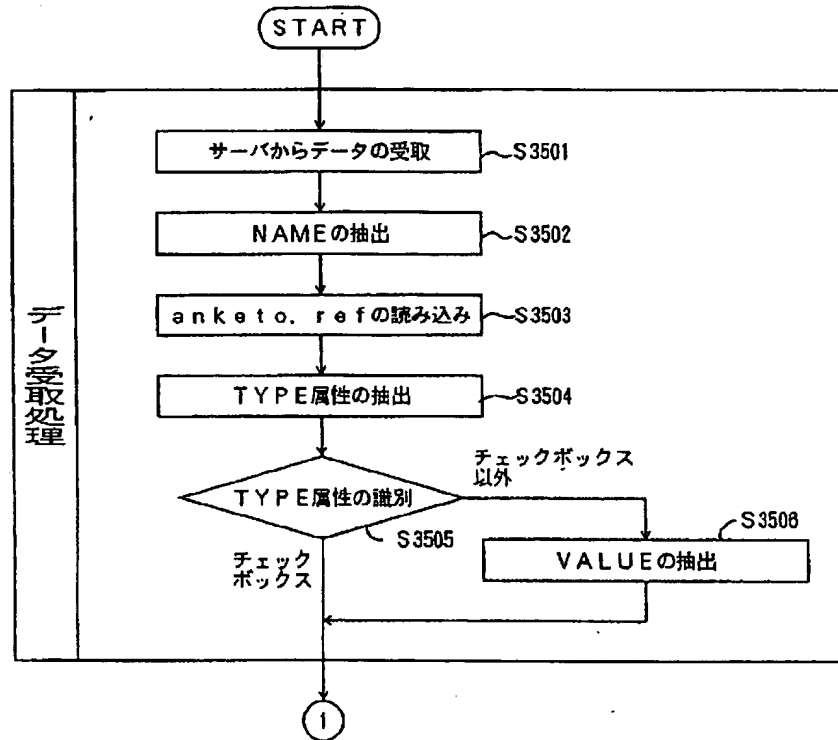 START
サーバからデータの受取
S3501
NAMEの抽出
S3502
anketo.refの読み込み
S3503
TYPE属性の抽出
S3504
データ受取処理
チェックボックス
以外
TYPE属性の識別
S3505
S3506
VALUEの抽出
チェック
ボックス
1